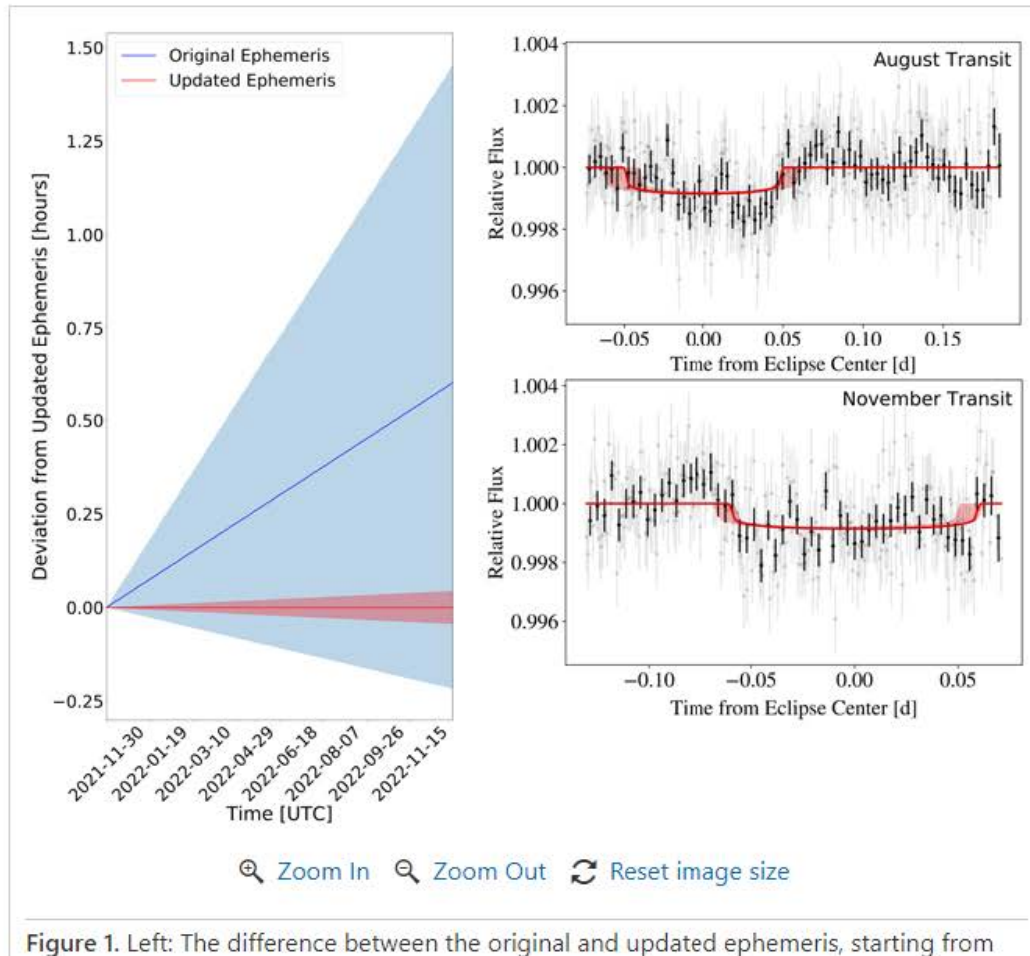 1.50
1.25
1.00
0.75
0.50
0.25
0.00
−0.25
Deviation from Updated Ephemeris [hours]
Original Ephemeris
Updated Ephemeris
2021-11-30
2022-01-19
2022-03-10
2022-04-29
2022-06-18
2022-08-07
2022-09-26
2022-11-15
Time [UTC]
1.004
1.002
1.000
0.998
0.996
Relative Flux
August Transit
−0.05 0.00 0.05 0.10 0.15
Time from Eclipse Center [d]
1.004
1.002
1.000
0.998
0.996
Relative Flux
November Transit
−0.10 −0.05 0.00 0.05
Time from Eclipse Center [d]
Zoom In Zoom Out Reset image size
Figure 1. Left: The difference between the original and updated ephemeris, starting from